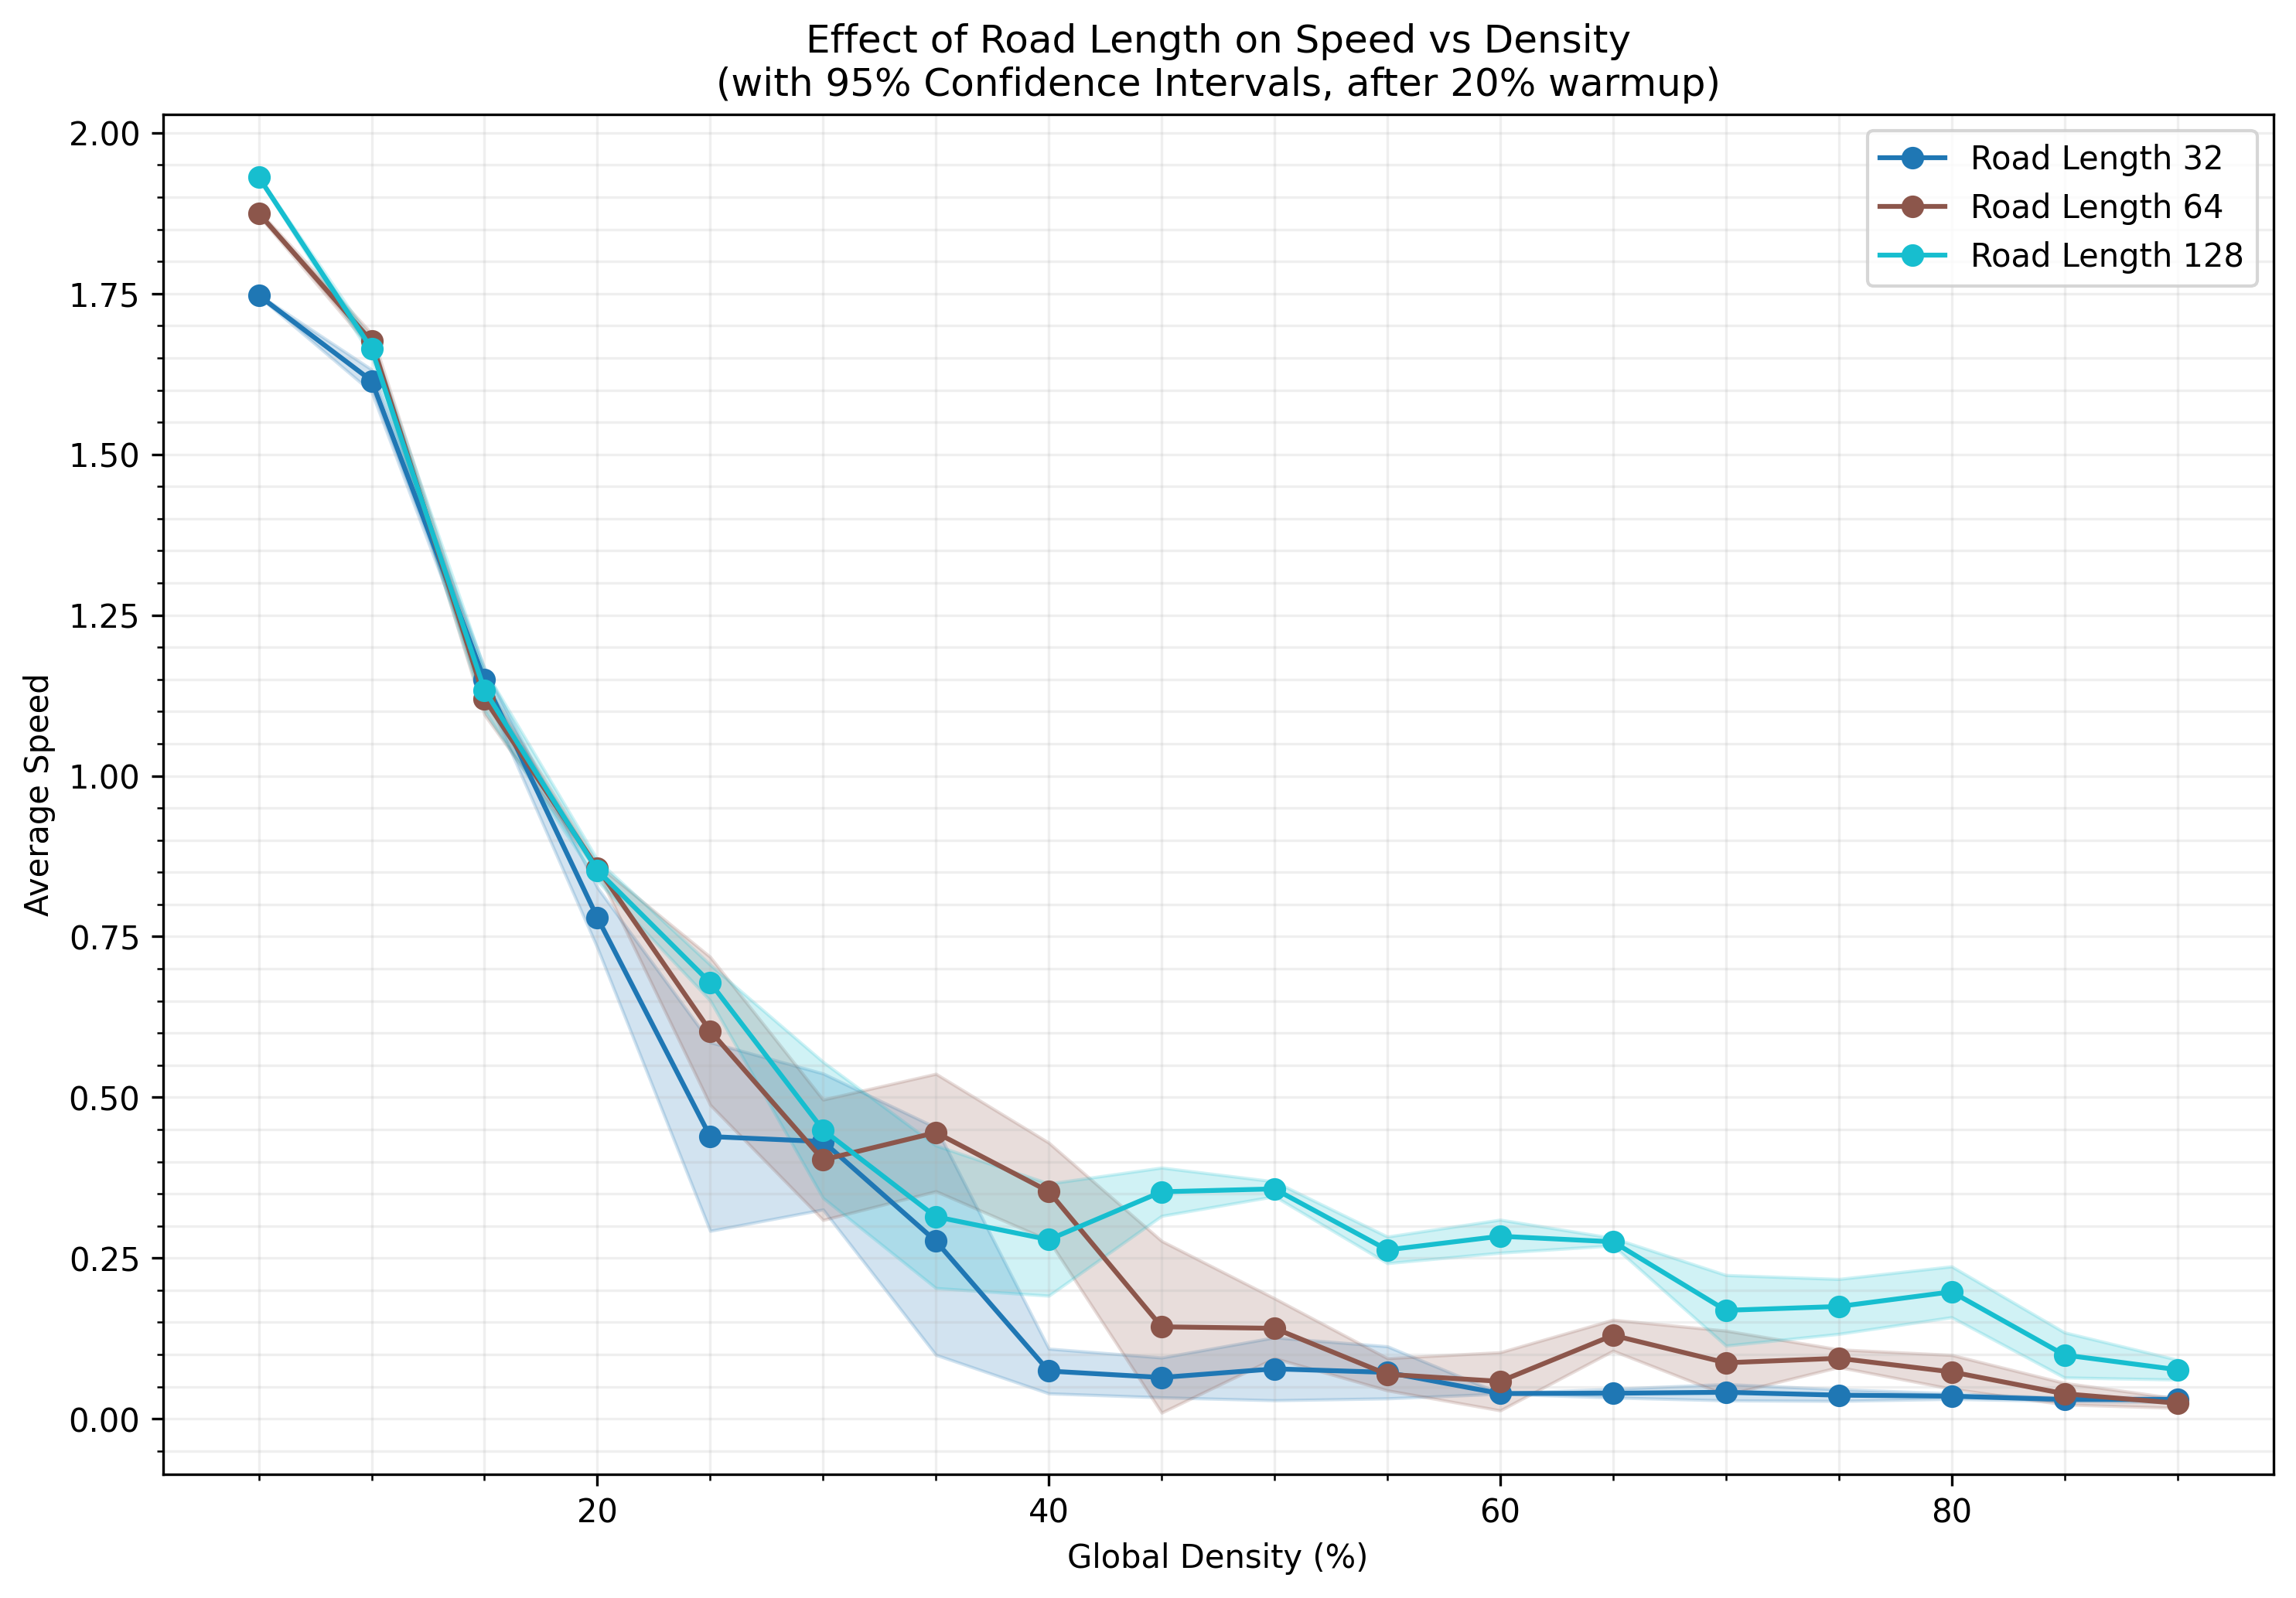 Effect of Road Length on Speed vs Density
(with 95% Confidence Intervals, after 20% warmup)
Road Length 32
Road Length 64
Road Length 128
Average Speed
2.00
1.75
1.50
1.25
1.00
0.75
0.50
0.25
0.00
20
40
60
80
Global Density (%)